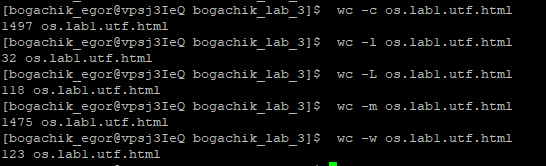 [bogachik_egor@vpsj3IeQ bogachik_lab_3]$ wc -c os.lab1.utf.html
1497 os.lab1.utf.html
[bogachik_egor@vpsj3IeQ bogachik_lab_3]$ wc -l os.lab1.utf.html
32 os.lab1.utf.html
[bogachik_egor@vpsj3IeQ bogachik_lab_3]$ wc -L os.lab1.utf.html
118 os.lab1.utf.html
[bogachik_egor@vpsj3IeQ bogachik_lab_3]$ wc -m os.lab1.utf.html
1475 os.lab1.utf.html
[bogachik_egor@vpsj3IeQ bogachik_lab_3]$ wc -w os.lab1.utf.html
123 os.lab1.utf.html